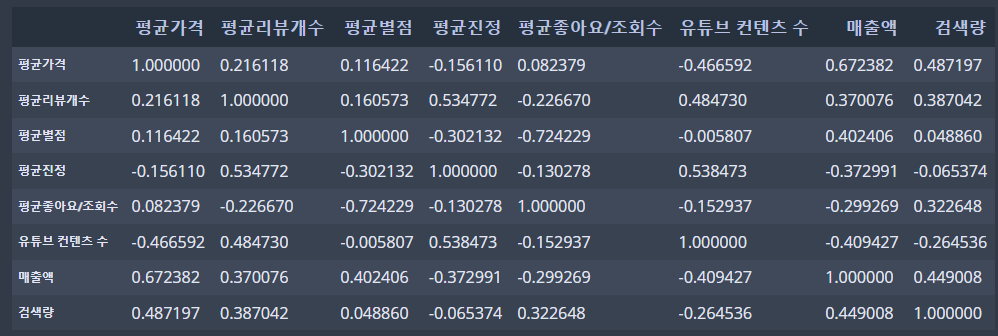 평균가격 평균리뷰개수 평균별점 평균진정 평균좋아요/조회수 유튜브 컨텐츠 수 매출액 검색량
평균가격 1.000000 0.216118 0.116422 -0.156110 0.082379 -0.466592 0.672382 0.487197
평균리뷰개수 0.216118 1.000000 0.160573 0.534772 -0.226670 0.484730 0.370076 0.387042
평균별점 0.116422 0.160573 1.000000 -0.302132 -0.724229 -0.005807 0.402406 0.048860
평균진정 -0.156110 0.534772 -0.302132 1.000000 -0.130278 0.538473 -0.372991 -0.065374
평균좋아요/조회수 0.082379 -0.226670 -0.724229 -0.130278 1.000000 -0.152937 -0.299269 0.322648
유튜브 컨텐츠 수 -0.466592 0.484730 -0.005807 0.538473 -0.152937 1.000000 -0.409427 -0.264536
매출액 0.672382 0.370076 0.402406 -0.372991 -0.299269 -0.409427 1.000000 0.449008
검색량 0.487197 0.387042 0.048860 -0.065374 0.322648 -0.264536 0.449008 1.000000